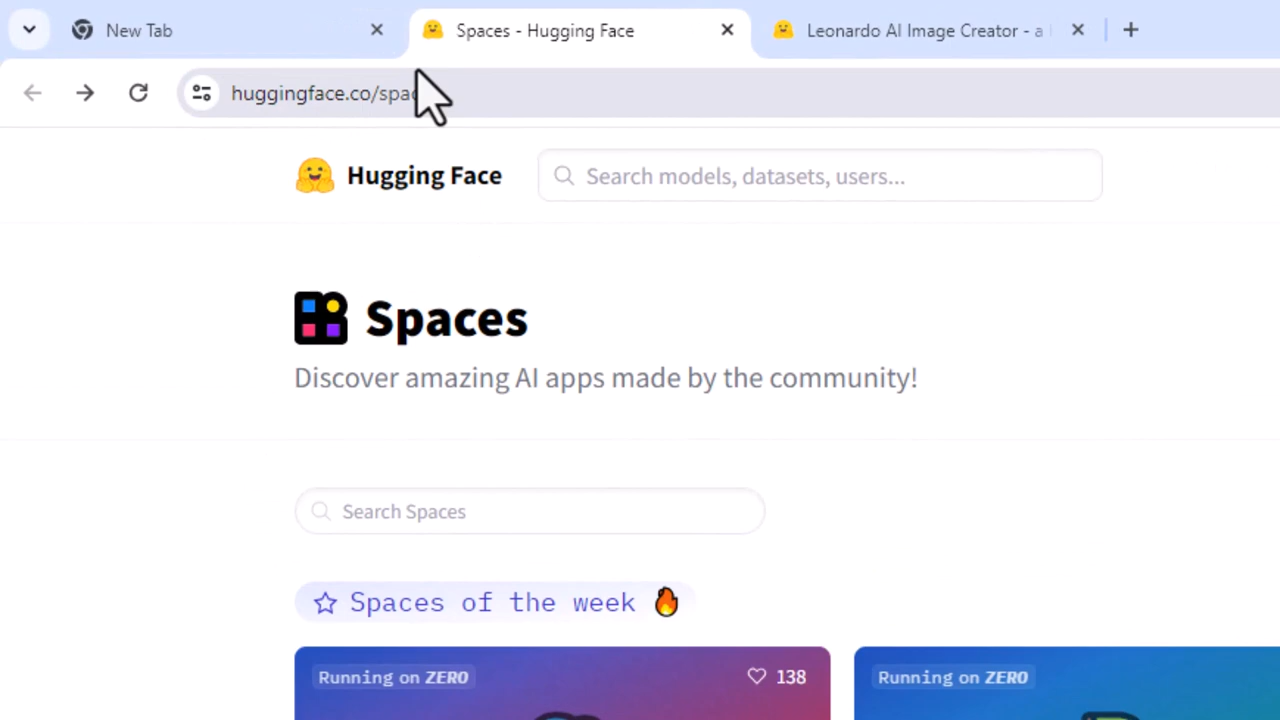 New Tab
Spaces - Hugging Face
Leonardo AI Image Creator - a
huggingface.co/spac
Hugging Face
Search models, datasets, users...
Spaces
Discover amazing AI apps made by the community!
Search Spaces
Spaces of the week 🔥
Running on ZERO
138
Running on ZERO